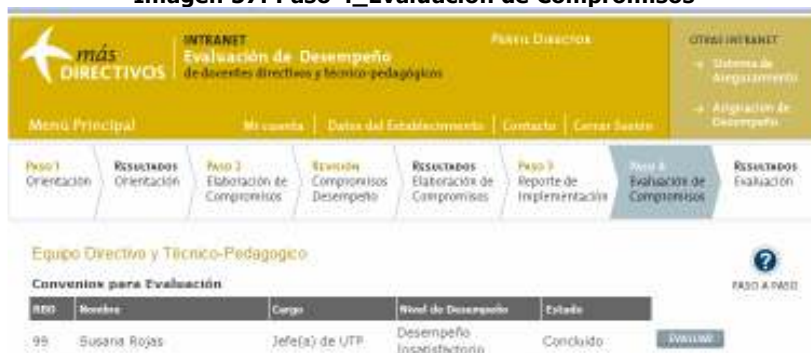 Imagen 37: Paso 4_Evaluación de Compromisos
más DIRECTIVOS
INTRANET
Evaluación de Desempeño
de docentes directivos y técnico-pedagógicos
PERFIL DIRECTOR
OTRAS INTRANET
→ Sistema de Aseguramiento
→ Asignación de Desempeño
Menú Principal
Mi cuenta | Datos del Establecimiento | Contacto | Cerrar Sesión
PASO 1 Orientación
RESULTADOS Orientación
PASO 2 Elaboración de Compromisos
REVISIÓN Compromisos Desempeño
RESULTADOS Elaboración de Compromisos
PASO 3 Reporte de Implementación
PASO 4 Evaluación de Compromisos
RESULTADOS Evaluación
Equipo Directivo y Técnico-Pedagogico
Convenios para Evaluación
PASO A PASO
RBD Nombre Cargo Nivel de Desempeño Estado
99 Susana Rojas Jefe(a) de UTP Desempeño Insatisfactorio Concluido EVALUAR